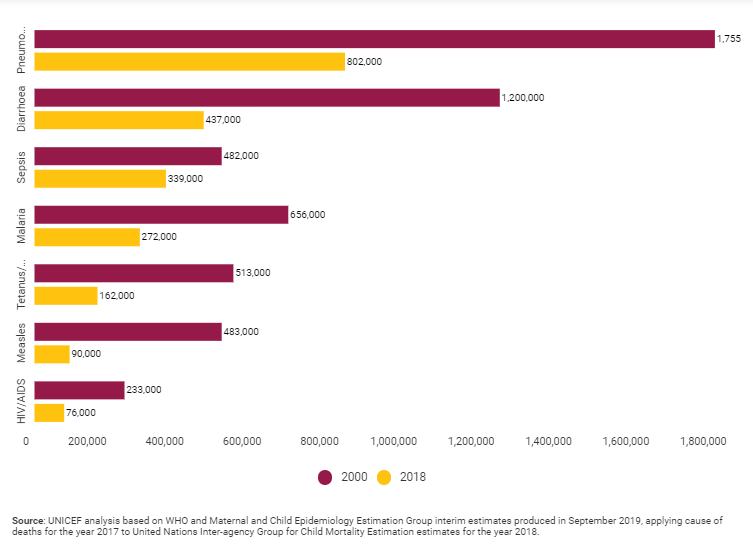 Pneumo...
1,755
802,000
Diarrhoea
1,200,000
437,000
Sepsis
482,000
339,000
Malaria
656,000
272,000
Tetanus/...
513,000
162,000
Measles
483,000
90,000
HIV/AIDS
233,000
76,000
0 200,000 400,000 600,000 800,000 1,000,000 1,200,000 1,400,000 1,600,000 1,800,000
2000 2018
Source: UNICEF analysis based on WHO and Maternal and Child Epidemiology Estimation Group interim estimates produced in September 2019, applying cause of
deaths for the year 2017 to United Nations Inter-agency Group for Child Mortality Estimation estimates for the year 2018.